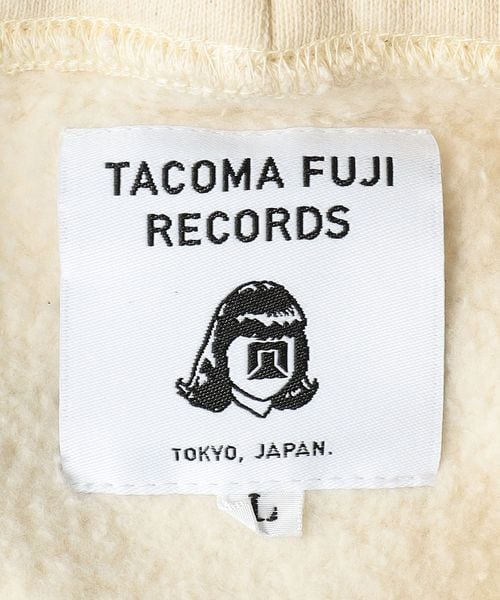 TACOMA FUJI
RECORDS
TOKYO, JAPAN.
L